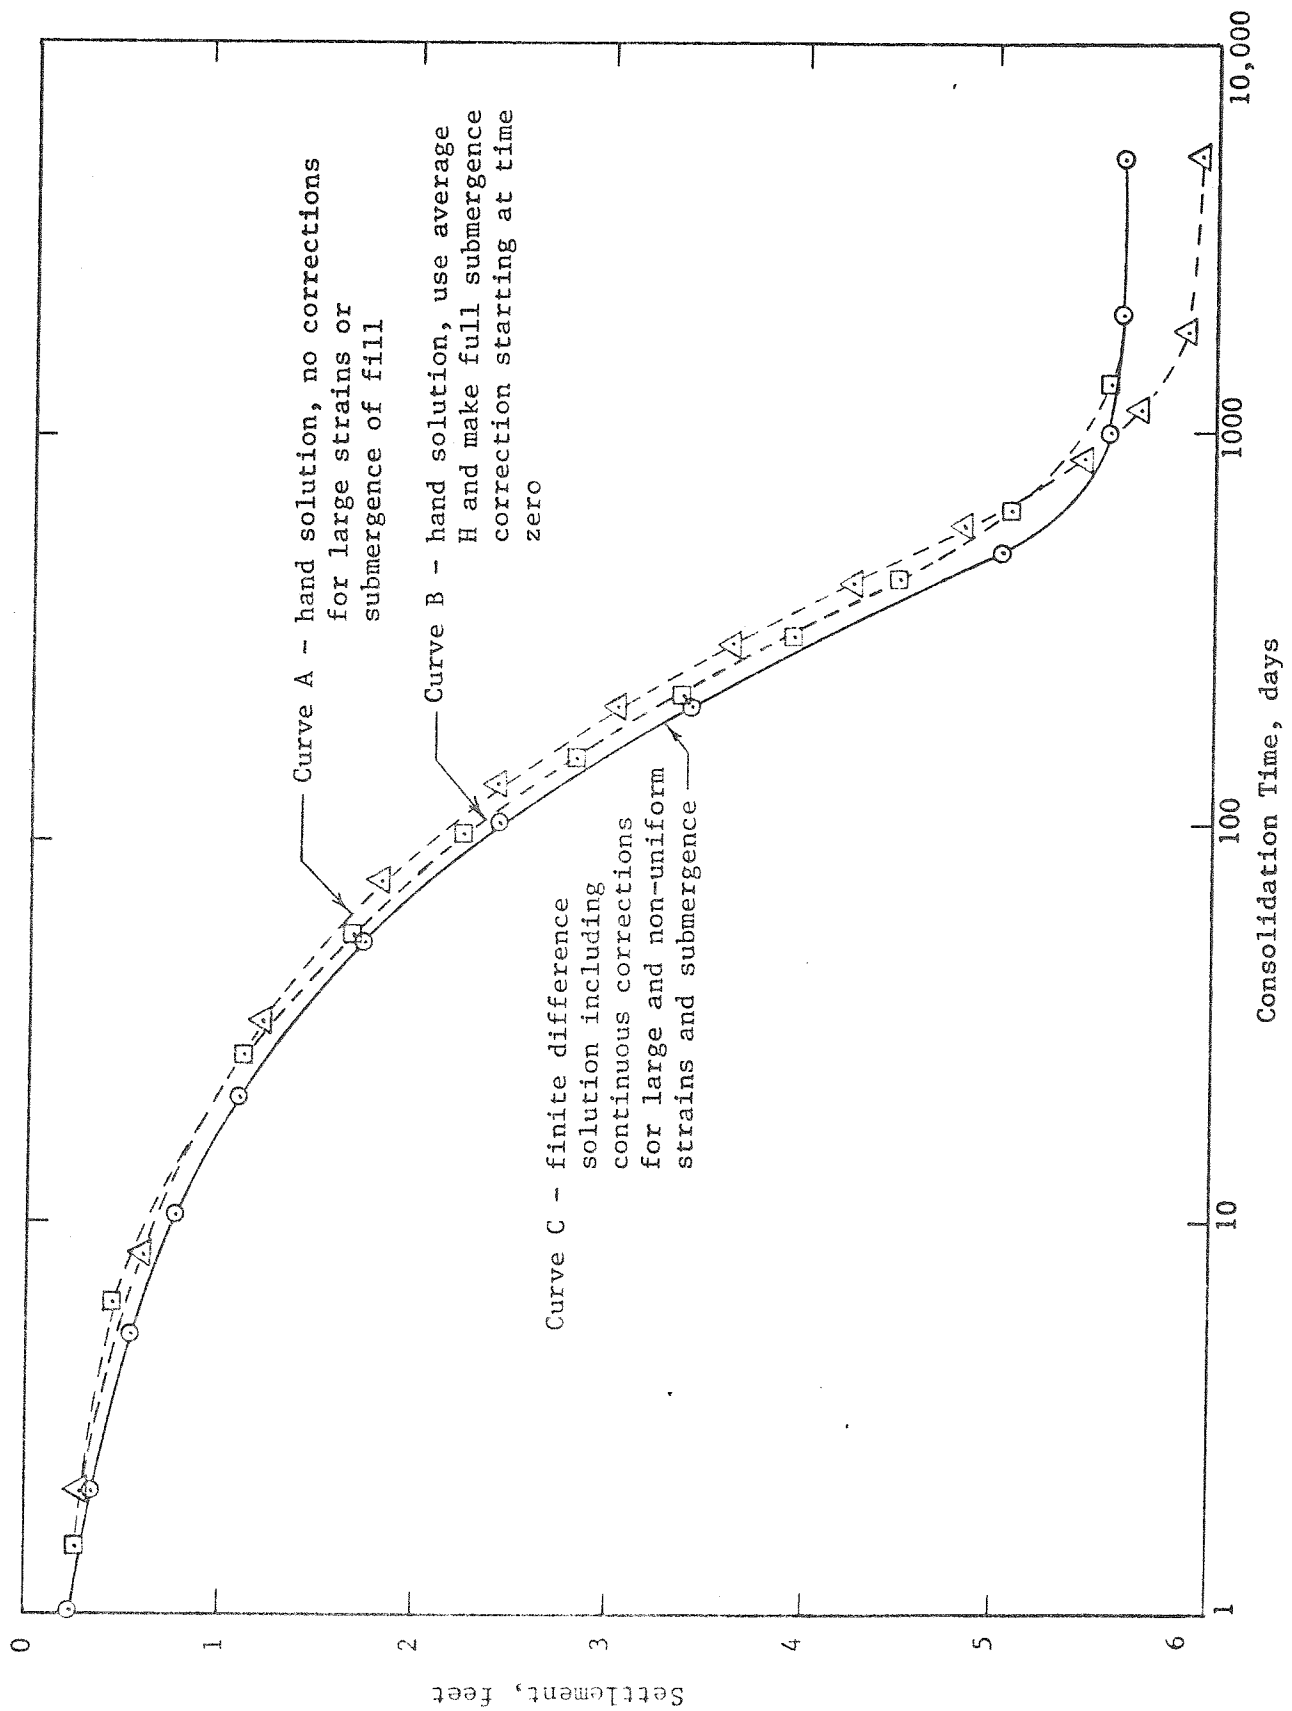 Settlement, feet
0
1
2
3
4
5
6
Curve A - hand solution, no corrections
for large strains or
submergence of fill
Curve B - hand solution, use average
H and make full submergence
correction starting at time
zero
Curve C - finite difference
solution including
continuous corrections
for large and non-uniform
strains and submergence
1
10
100
1000
10,000
Consolidation Time, days